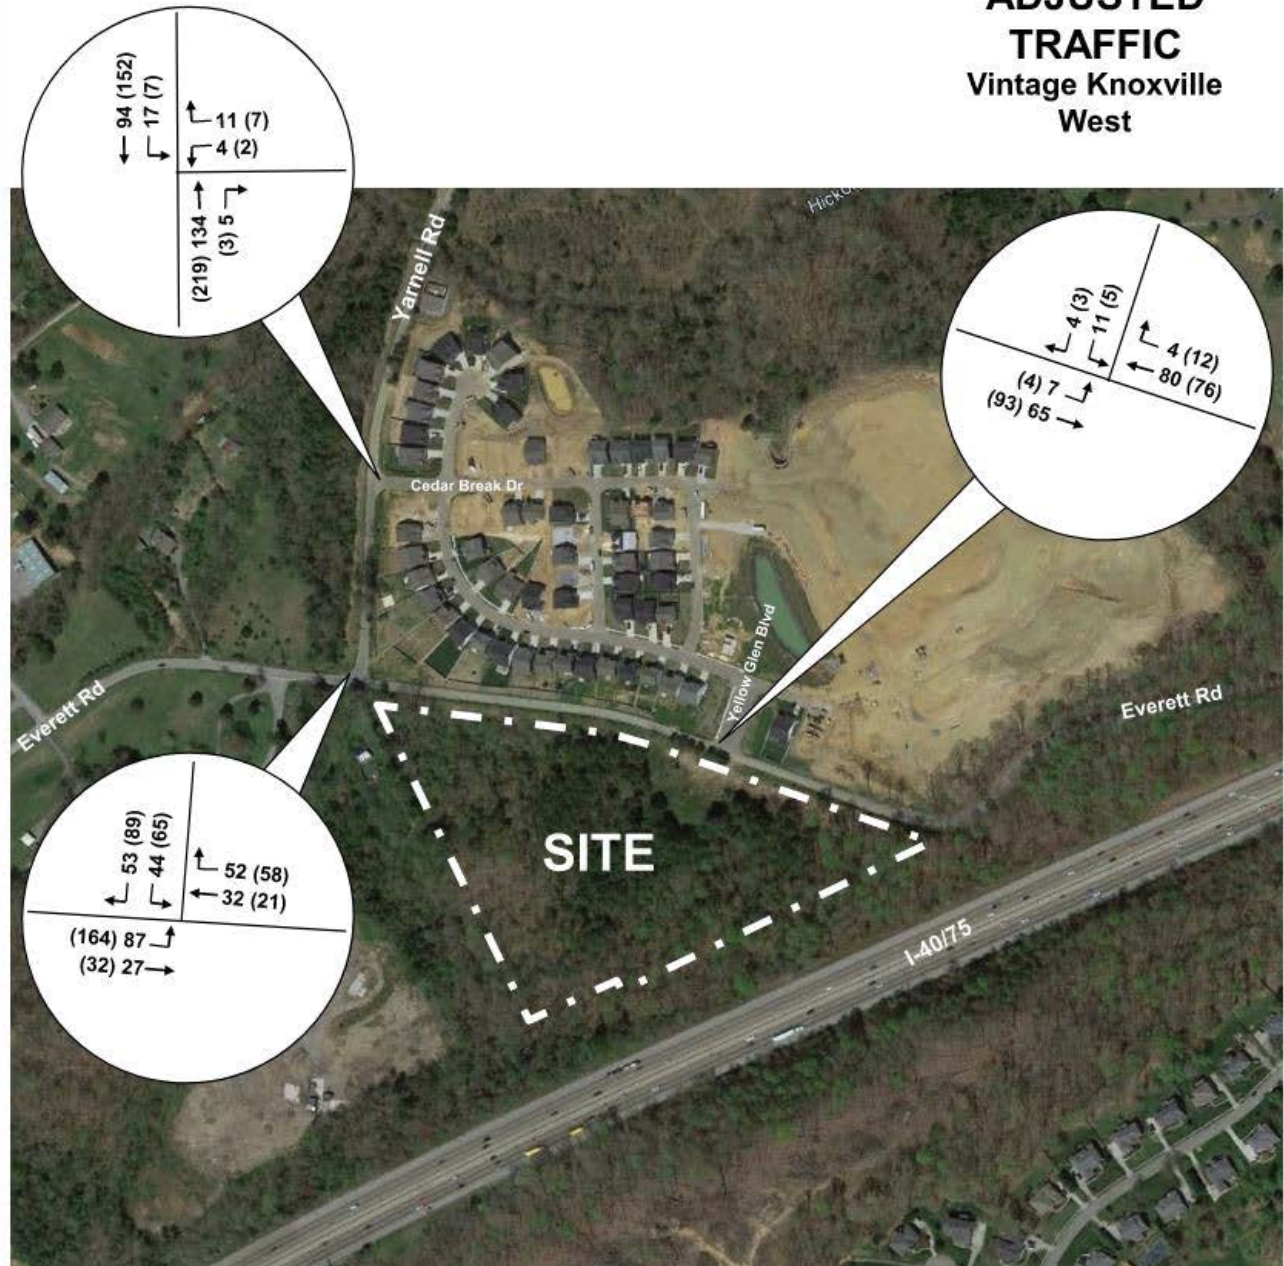 ADJUSTED
TRAFFIC
Vintage Knoxville
West
94 (152)
17 (7)
11 (7)
4 (2)
(219) 134
(3) 5
Yarnell Rd
4 (3)
11 (5)
4 (12)
80 (76)
(4) 7
(93) 65
Cedar Break Dr
Yellow Glen Blvd
Everett Rd
Everett Rd
53 (89)
44 (65)
52 (58)
32 (21)
(164) 87
(32) 27
SITE
I-40/75